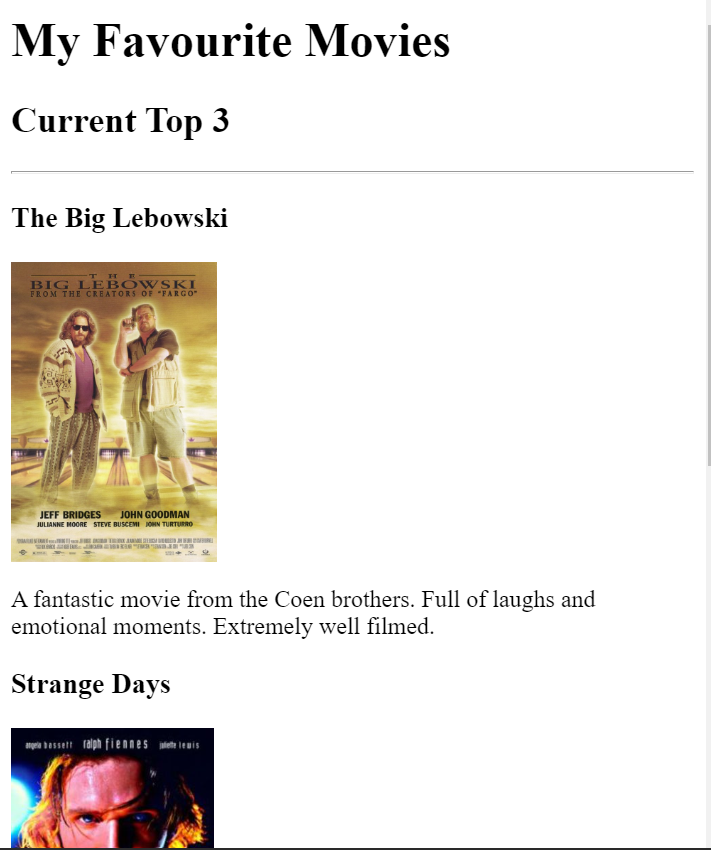 My Favourite Movies
Current Top 3
The Big Lebowski
THE
BIG LEBOWSKI
FROM THE CREATORS OF "FARGO"
JEFF BRIDGES JOHN GOODMAN
JULIANNE MOORE STEVE BUSCEMI JOHN TURTURRO
A fantastic movie from the Coen brothers. Full of laughs and
emotional moments. Extremely well filmed.
Strange Days
angela bassett ralph fiennes juliette lewis